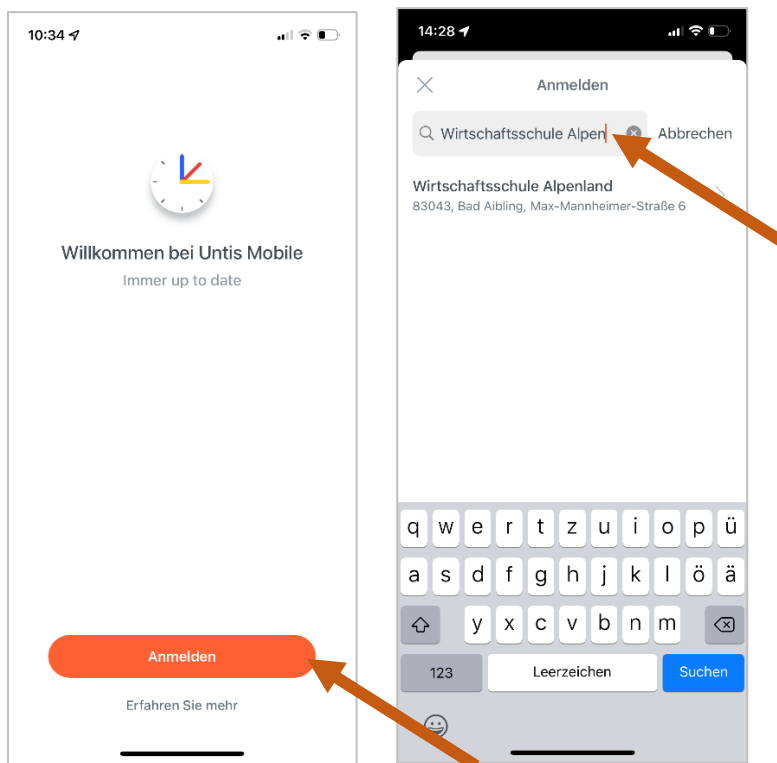 10:34
Willkommen bei Untis Mobile
Immer up to date
Anmelden
Erfahren Sie mehr
14:28
Anmelden
Wirtschaftsschule Alpen
Abbrechen
Wirtschaftsschule Alpenland
83043, Bad Aibling, Max-Mannheimer-Straße 6
q w e r t z u i o p ü
a s d f g h j k l ö ä
y x c v b n m
123 Leerzeichen Suchen